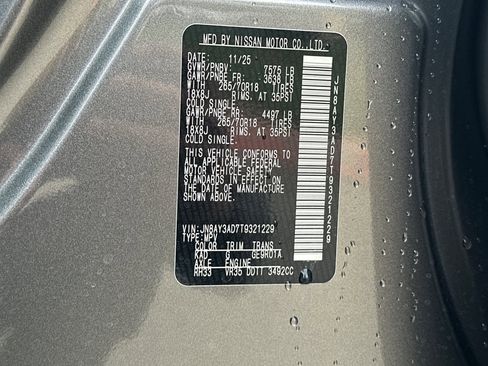 MFD BY NISSAN MOTOR CO.,LTD.
DATE: 11/25
GVWR/PNBV: 7575 LB
GAWR/PNBE FR: 3638 LB
WITH 265/70R18 TIRES
18X8J RIMS, AT 35PSI
COLD SINGLE.
GAWR/PNBE RR: 4497 LB
WITH 265/70R18 TIRES
18X8J RIMS, AT 35PSI
COLD SINGLE.
THIS VEHICLE CONFORMS TO
ALL APPLICABLE FEDERAL
MOTOR VEHICLE SAFETY
STANDARDS IN EFFECT ON
THE DATE OF MANUFACTURE
SHOWN ABOVE.
VIN:JN8AY3AD7T9321229
TYPE:MPV
COLOR TRIM TRANS
KAD G GE9R01A
AXLE ENGINE
RH33 VR35 DDTT 3492CC
JN8AY3AD7T9321229